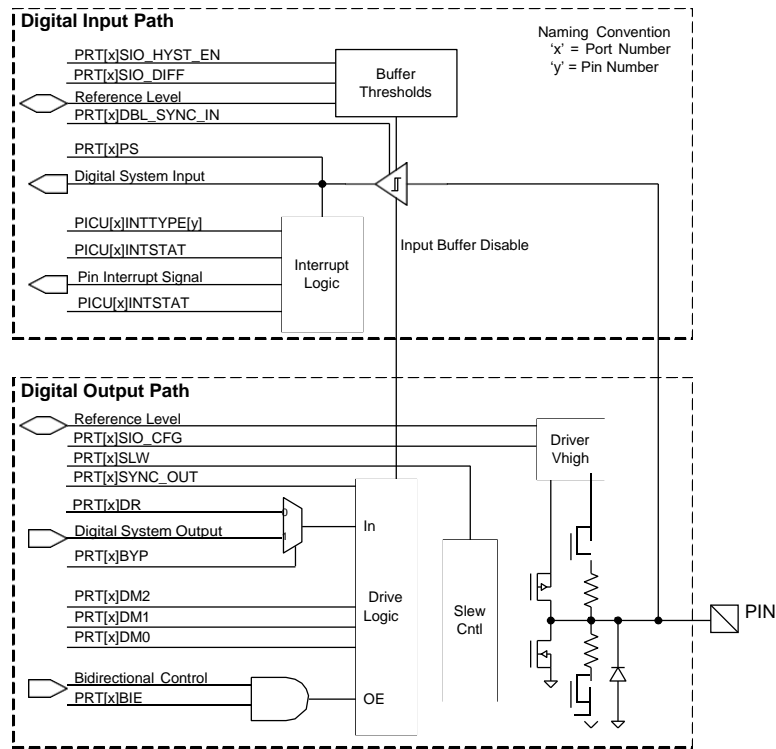 Digital Input Path
Naming Convention
'x' = Port Number
'y' = Pin Number
PRT[x]SIO_HYST_EN
PRT[x]SIO_DIFF
Reference Level
PRT[x]DBL_SYNC_IN
Buffer
Thresholds
PRT[x]PS
Digital System Input
PICU[x]INTTYPE[y]
PICU[x]INTSTAT
Pin Interrupt Signal
PICU[x]INTSTAT
Interrupt
Logic
Input Buffer Disable
Digital Output Path
Reference Level
PRT[x]SIO_CFG
PRT[x]SLW
PRT[x]SYNC_OUT
Driver
Vhigh
PRT[x]DR
Digital System Output
PRT[x]BYP
0
1
In
PRT[x]DM2
PRT[x]DM1
PRT[x]DM0
Drive
Logic
Slew
Cntl
PIN
Bidirectional Control
PRT[x]BIE
OE